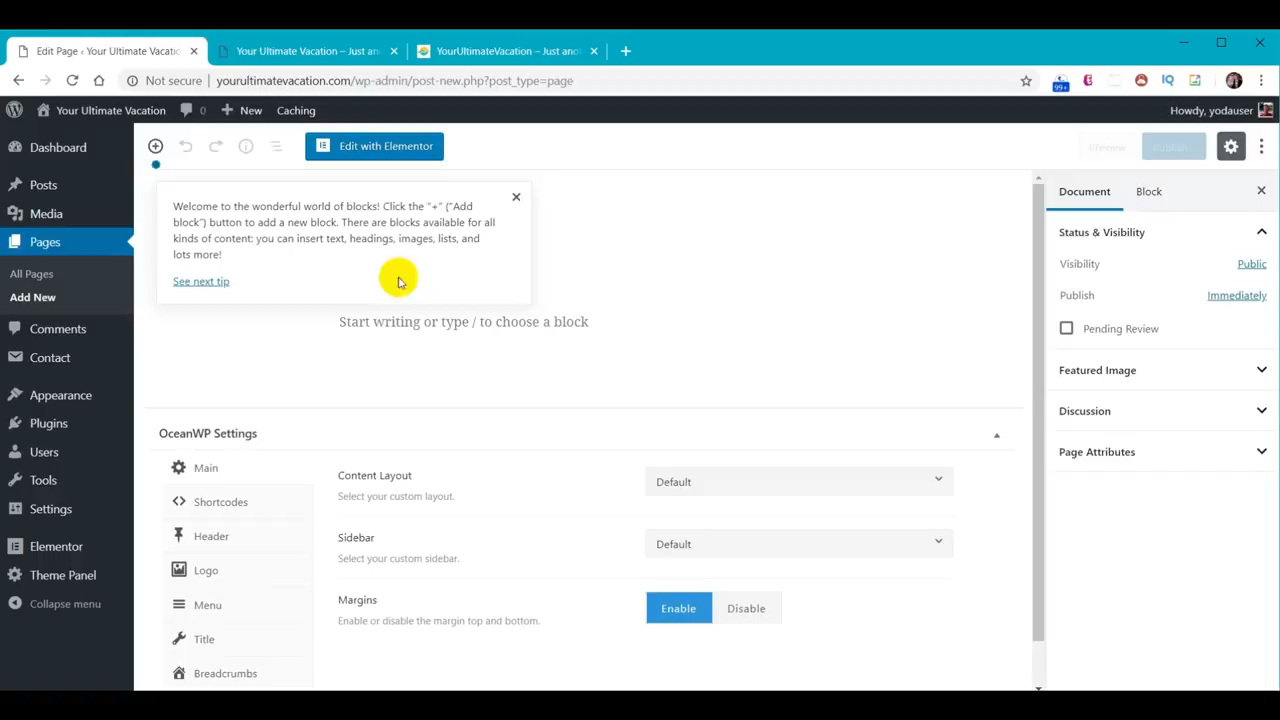 Edit Page ‹ Your Ultimate Vacatio
Your Ultimate Vacation – Just an
YourUltimateVacation – Just anot
Not secure
yourultimatevacation.com/wp-admin/post-new.php?post_type=page
99+
IQ
Your Ultimate Vacation
0
New
Caching
Howdy, yodauser
Dashboard
Posts
Media
Pages
All Pages
Add New
Comments
Contact
Appearance
Plugins
Users
Tools
Settings
Elementor
Theme Panel
Collapse menu
Edit with Elementor
Preview
Publish...
Welcome to the wonderful world of blocks! Click the “+” (“Add
block”) button to add a new block. There are blocks available for all
kinds of content: you can insert text, headings, images, lists, and
lots more!
See next tip
Start writing or type / to choose a block
OceanWP Settings
Main
Shortcodes
Header
Logo
Menu
Title
Breadcrumbs
Content Layout
Select your custom layout.
Default
Sidebar
Select your custom sidebar.
Default
Margins
Enable or disable the margin top and bottom.
Enable
Disable
Document
Block
Status & Visibility
Visibility
Public
Publish
Immediately
Pending Review
Featured Image
Discussion
Page Attributes